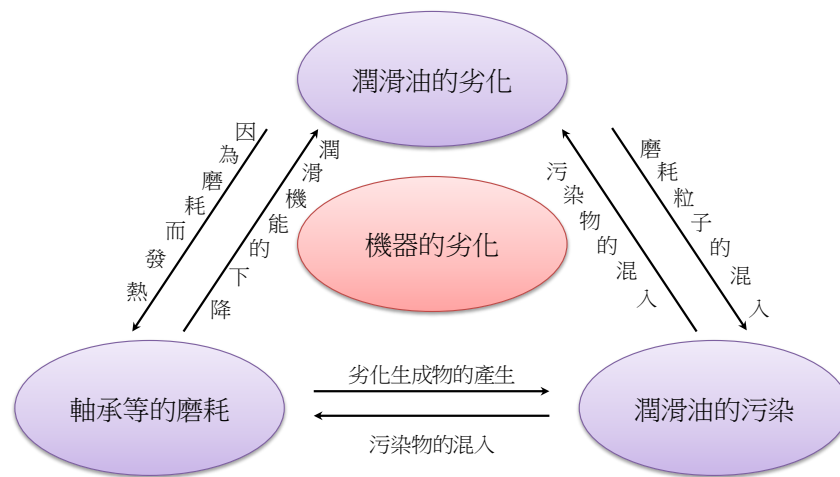 潤滑油的劣化
因為磨耗而發熱
潤滑機能的下降
機器的劣化
污染物的混入
磨耗粒子的混入
軸承等的磨耗
劣化生成物的產生
污染物的混入
潤滑油的污染